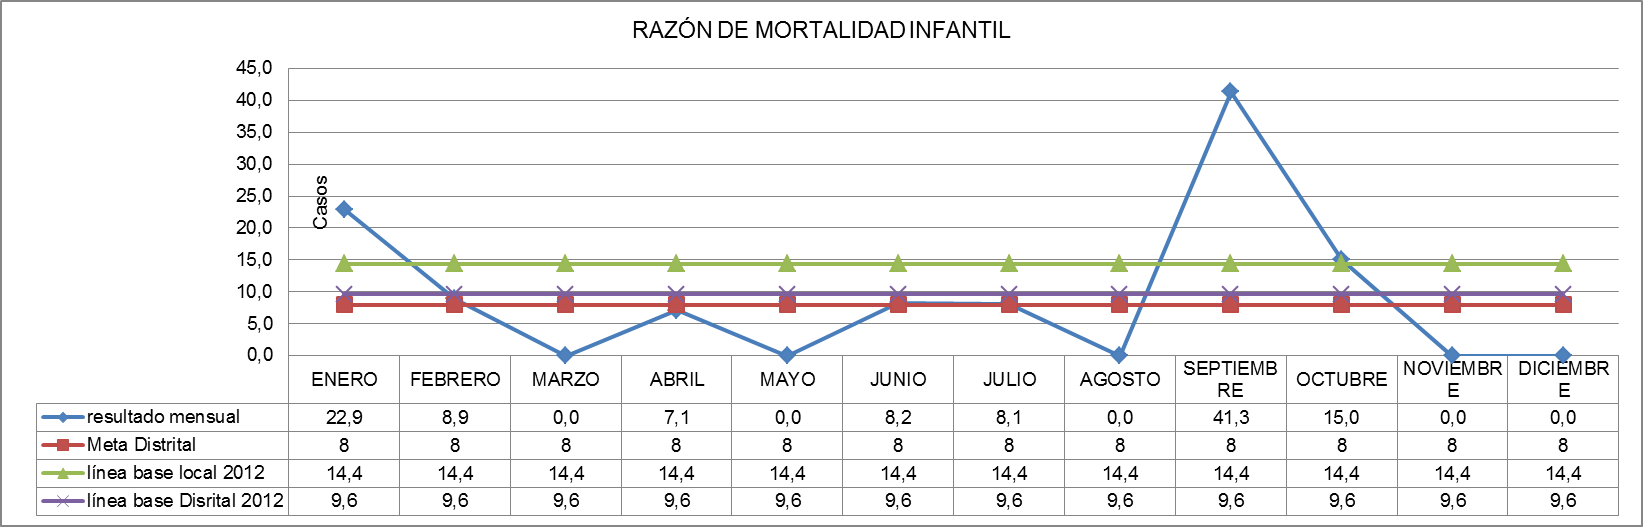 RAZÓN DE MORTALIDAD INFANTIL
45,0
40,0
35,0
30,0
25,0
20,0
15,0
10,0
5,0
0,0
Casos
ENERO FEBRERO MARZO ABRIL MAYO JUNIO JULIO AGOSTO SEPTIEMB OCTUBRE NOVIEMBR DICIEMBR
RE E E
resultado mensual 22,9 8,9 0,0 7,1 0,0 8,2 8,1 0,0 41,3 15,0 0,0 0,0
Meta Distrital 8 8 8 8 8 8 8 8 8 8 8 8
línea base local 2012 14,4 14,4 14,4 14,4 14,4 14,4 14,4 14,4 14,4 14,4 14,4 14,4
línea base Disrital 2012 9,6 9,6 9,6 9,6 9,6 9,6 9,6 9,6 9,6 9,6 9,6 9,6